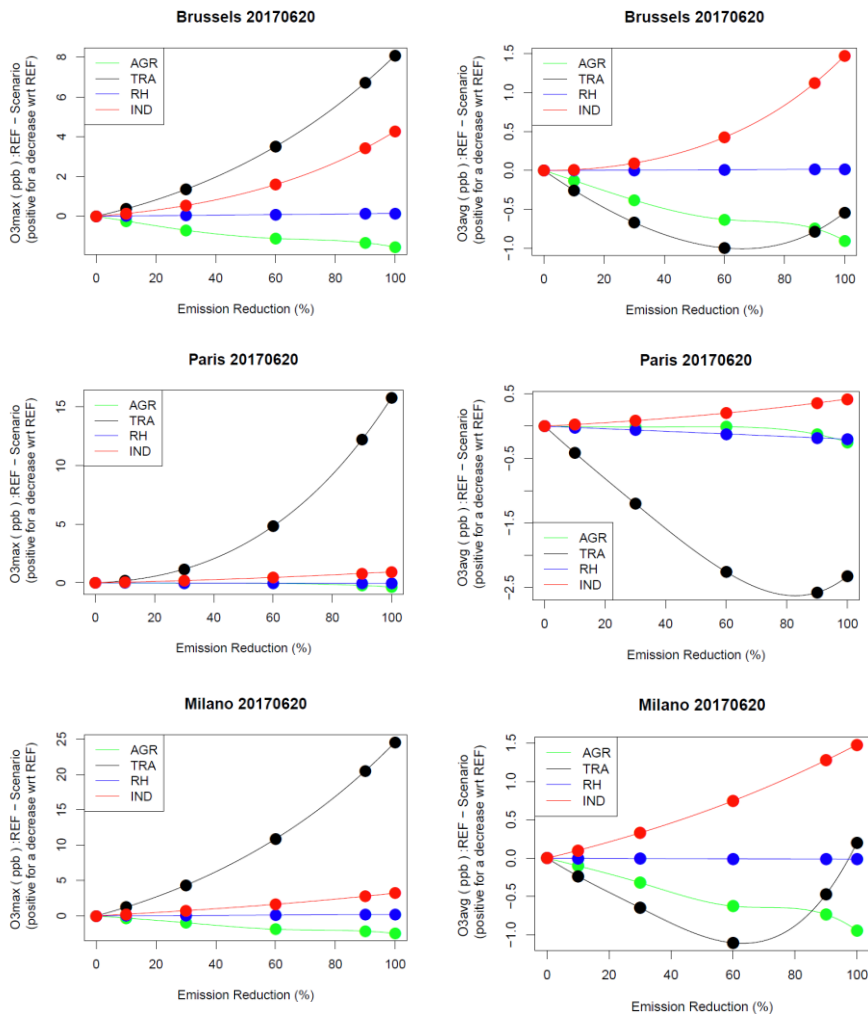 Brussels 20170620
O3max ( ppb ) :REF − Scenario
(positive for a decrease wrt REF)
8
6
4
2
0
AGR
TRA
RH
IND
0 20 40 60 80 100
Emission Reduction (%)
Brussels 20170620
O3avg ( ppb ) :REF − Scenario
(positive for a decrease wrt REF)
1.5
1.0
0.5
0.0
−0.5
−1.0
AGR
TRA
RH
IND
0 20 40 60 80 100
Emission Reduction (%)
Paris 20170620
O3max ( ppb ) :REF − Scenario
(positive for a decrease wrt REF)
15
10
5
0
AGR
TRA
RH
IND
0 20 40 60 80 100
Emission Reduction (%)
Paris 20170620
O3avg ( ppb ) :REF − Scenario
(positive for a decrease wrt REF)
0.5
−0.5
−1.5
−2.5
AGR
TRA
RH
IND
0 20 40 60 80 100
Emission Reduction (%)
Milano 20170620
O3max ( ppb ) :REF − Scenario
(positive for a decrease wrt REF)
25
20
15
10
5
0
AGR
TRA
RH
IND
0 20 40 60 80 100
Emission Reduction (%)
Milano 20170620
O3avg ( ppb ) :REF − Scenario
(positive for a decrease wrt REF)
1.5
1.0
0.5
0.0
−0.5
−1.0
AGR
TRA
RH
IND
0 20 40 60 80 100
Emission Reduction (%)